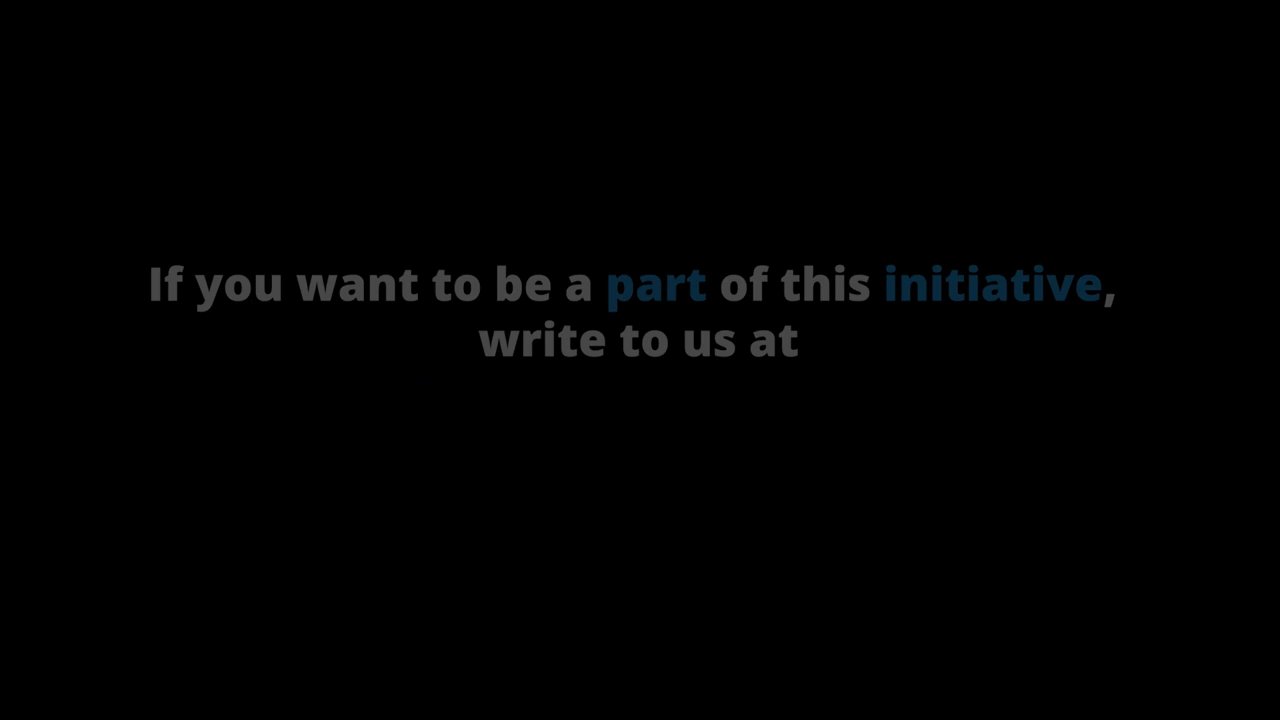 If you want to be a part of this initiative,
write to us at